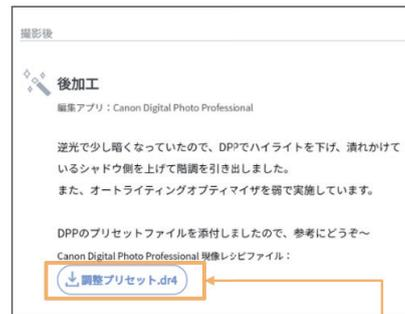 撮影後
後加工
編集アプリ：Canon Digital Photo Professional
逆光で少し暗くなっていたので、DPPでハイライトを下げ、潰れかけて
いるシャドウ側を上げて階調を引き出しました。
また、オートライティングオプティマイザを弱で実施しています。
DPPのプリセットファイルを添付しましたので、参考にどうぞ～
Canon Digital Photo Professional 現像レシピファイル：
調整プリセット.dr4